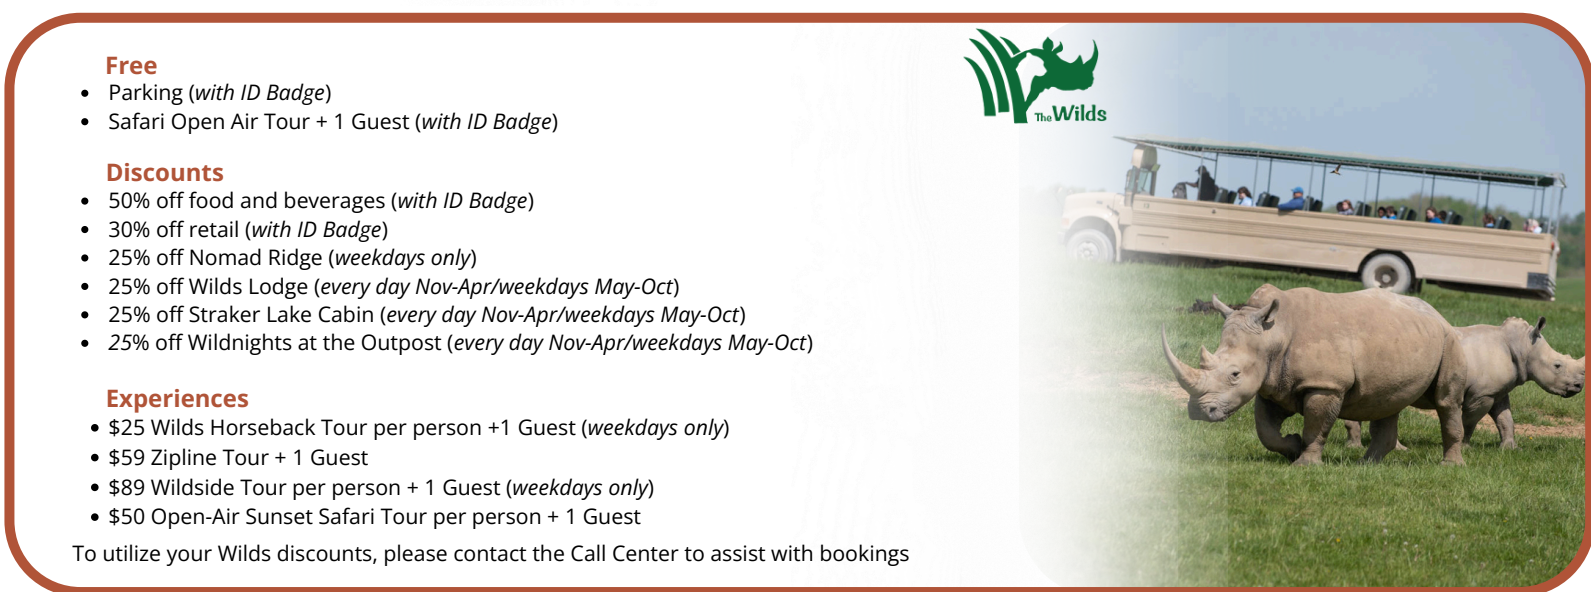 The Wilds
Free
• Parking (with ID Badge)
• Safari Open Air Tour + 1 Guest (with ID Badge)
Discounts
• 50% off food and beverages (with ID Badge)
• 30% off retail (with ID Badge)
• 25% off Nomad Ridge (weekdays only)
• 25% off Wilds Lodge (every day Nov-Apr/weekdays May-Oct)
• 25% off Straker Lake Cabin (every day Nov-Apr/weekdays May-Oct)
• 25% off Wildnights at the Outpost (every day Nov-Apr/weekdays May-Oct)
Experiences
• $25 Wilds Horseback Tour per person +1 Guest (weekdays only)
• $59 Zipline Tour + 1 Guest
• $89 Wildside Tour per person + 1 Guest (weekdays only)
• $50 Open-Air Sunset Safari Tour per person + 1 Guest
To utilize your Wilds discounts, please contact the Call Center to assist with bookings